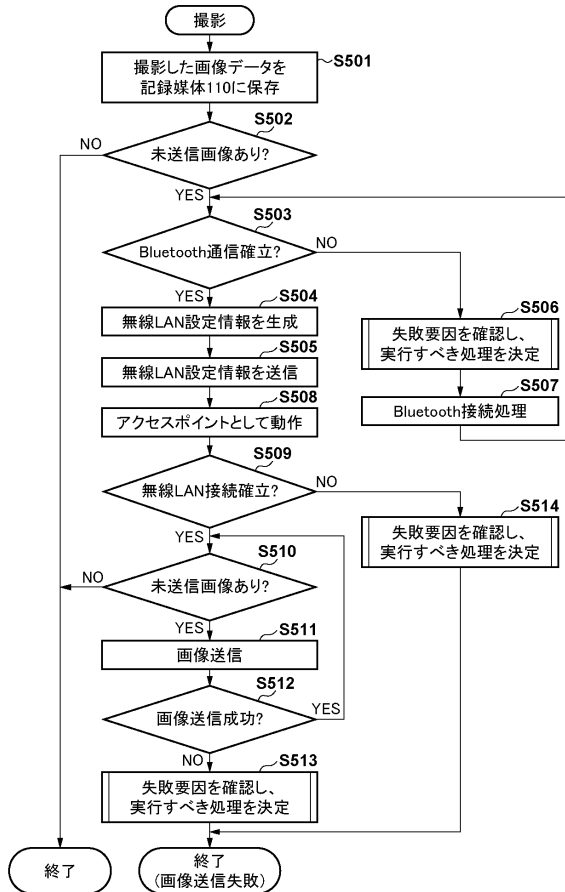 撮影
撮影した画像データを
記録媒体110に保存
S501
S502
未送信画像あり?
NO
YES
S503
Bluetooth通信確立?
NO
YES
S504
無線LAN設定情報を生成
S505
無線LAN設定情報を送信
S506
失敗要因を確認し、
実行すべき処理を決定
S507
Bluetooth接続処理
S508
アクセスポイントとして動作
S509
無線LAN接続確立?
NO
YES
S514
失敗要因を確認し、
実行すべき処理を決定
S510
未送信画像あり?
NO
YES
S511
画像送信
S512
画像送信成功?
YES
NO
S513
失敗要因を確認し、
実行すべき処理を決定
終了
終了
(画像送信失敗)